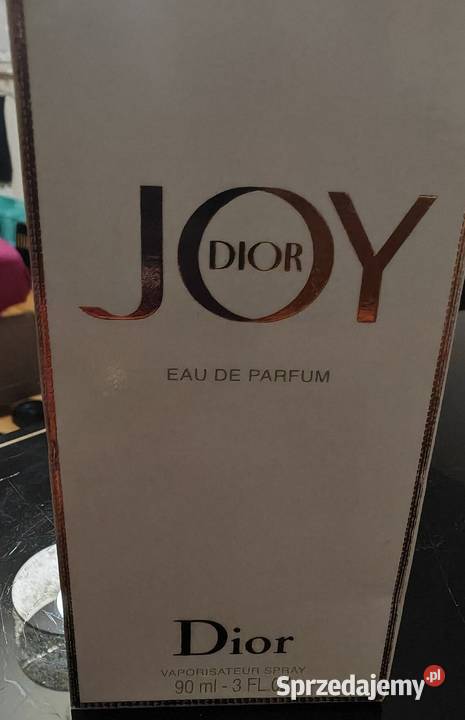 JOY
DIOR
EAU DE PARFUM
Dior
VAPORISATEUR SPRAY
90 ml - 3 FL.
Sprzedajemy.pl